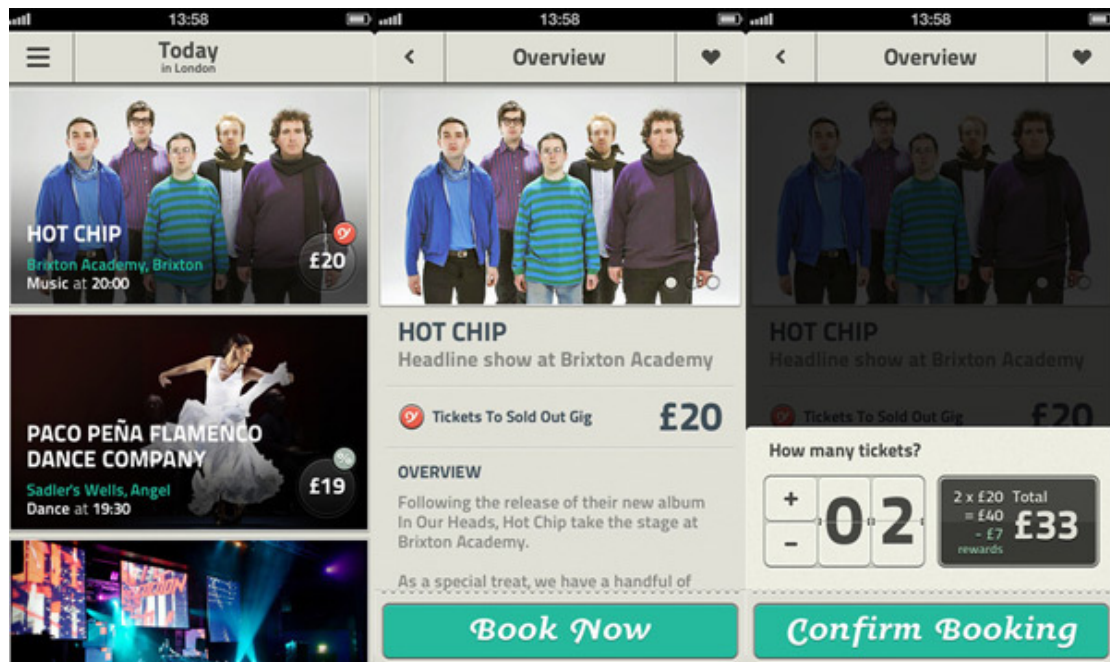 13:58
Today
in London
HOT CHIP
Brixton Academy, Brixton
Music at 20:00
£20
PACO PEÑA FLAMENCO
DANCE COMPANY
Sadler's Wells, Angel
Dance at 19:30
%
£19
13:58
Overview
HOT CHIP
Headline show at Brixton Academy
Tickets To Sold Out Gig
£20
OVERVIEW
Following the release of their new album
In Our Heads, Hot Chip take the stage at
Brixton Academy.
As a special treat, we have a handful of
Book Now
13:58
Overview
HOT CHIP
Headline show at Brixton Academy
Tickets To Sold Out Gig
£20
How many tickets?
+
-
02
2 x £20 Total
= £40
- £7
rewards
£33
Confirm Booking